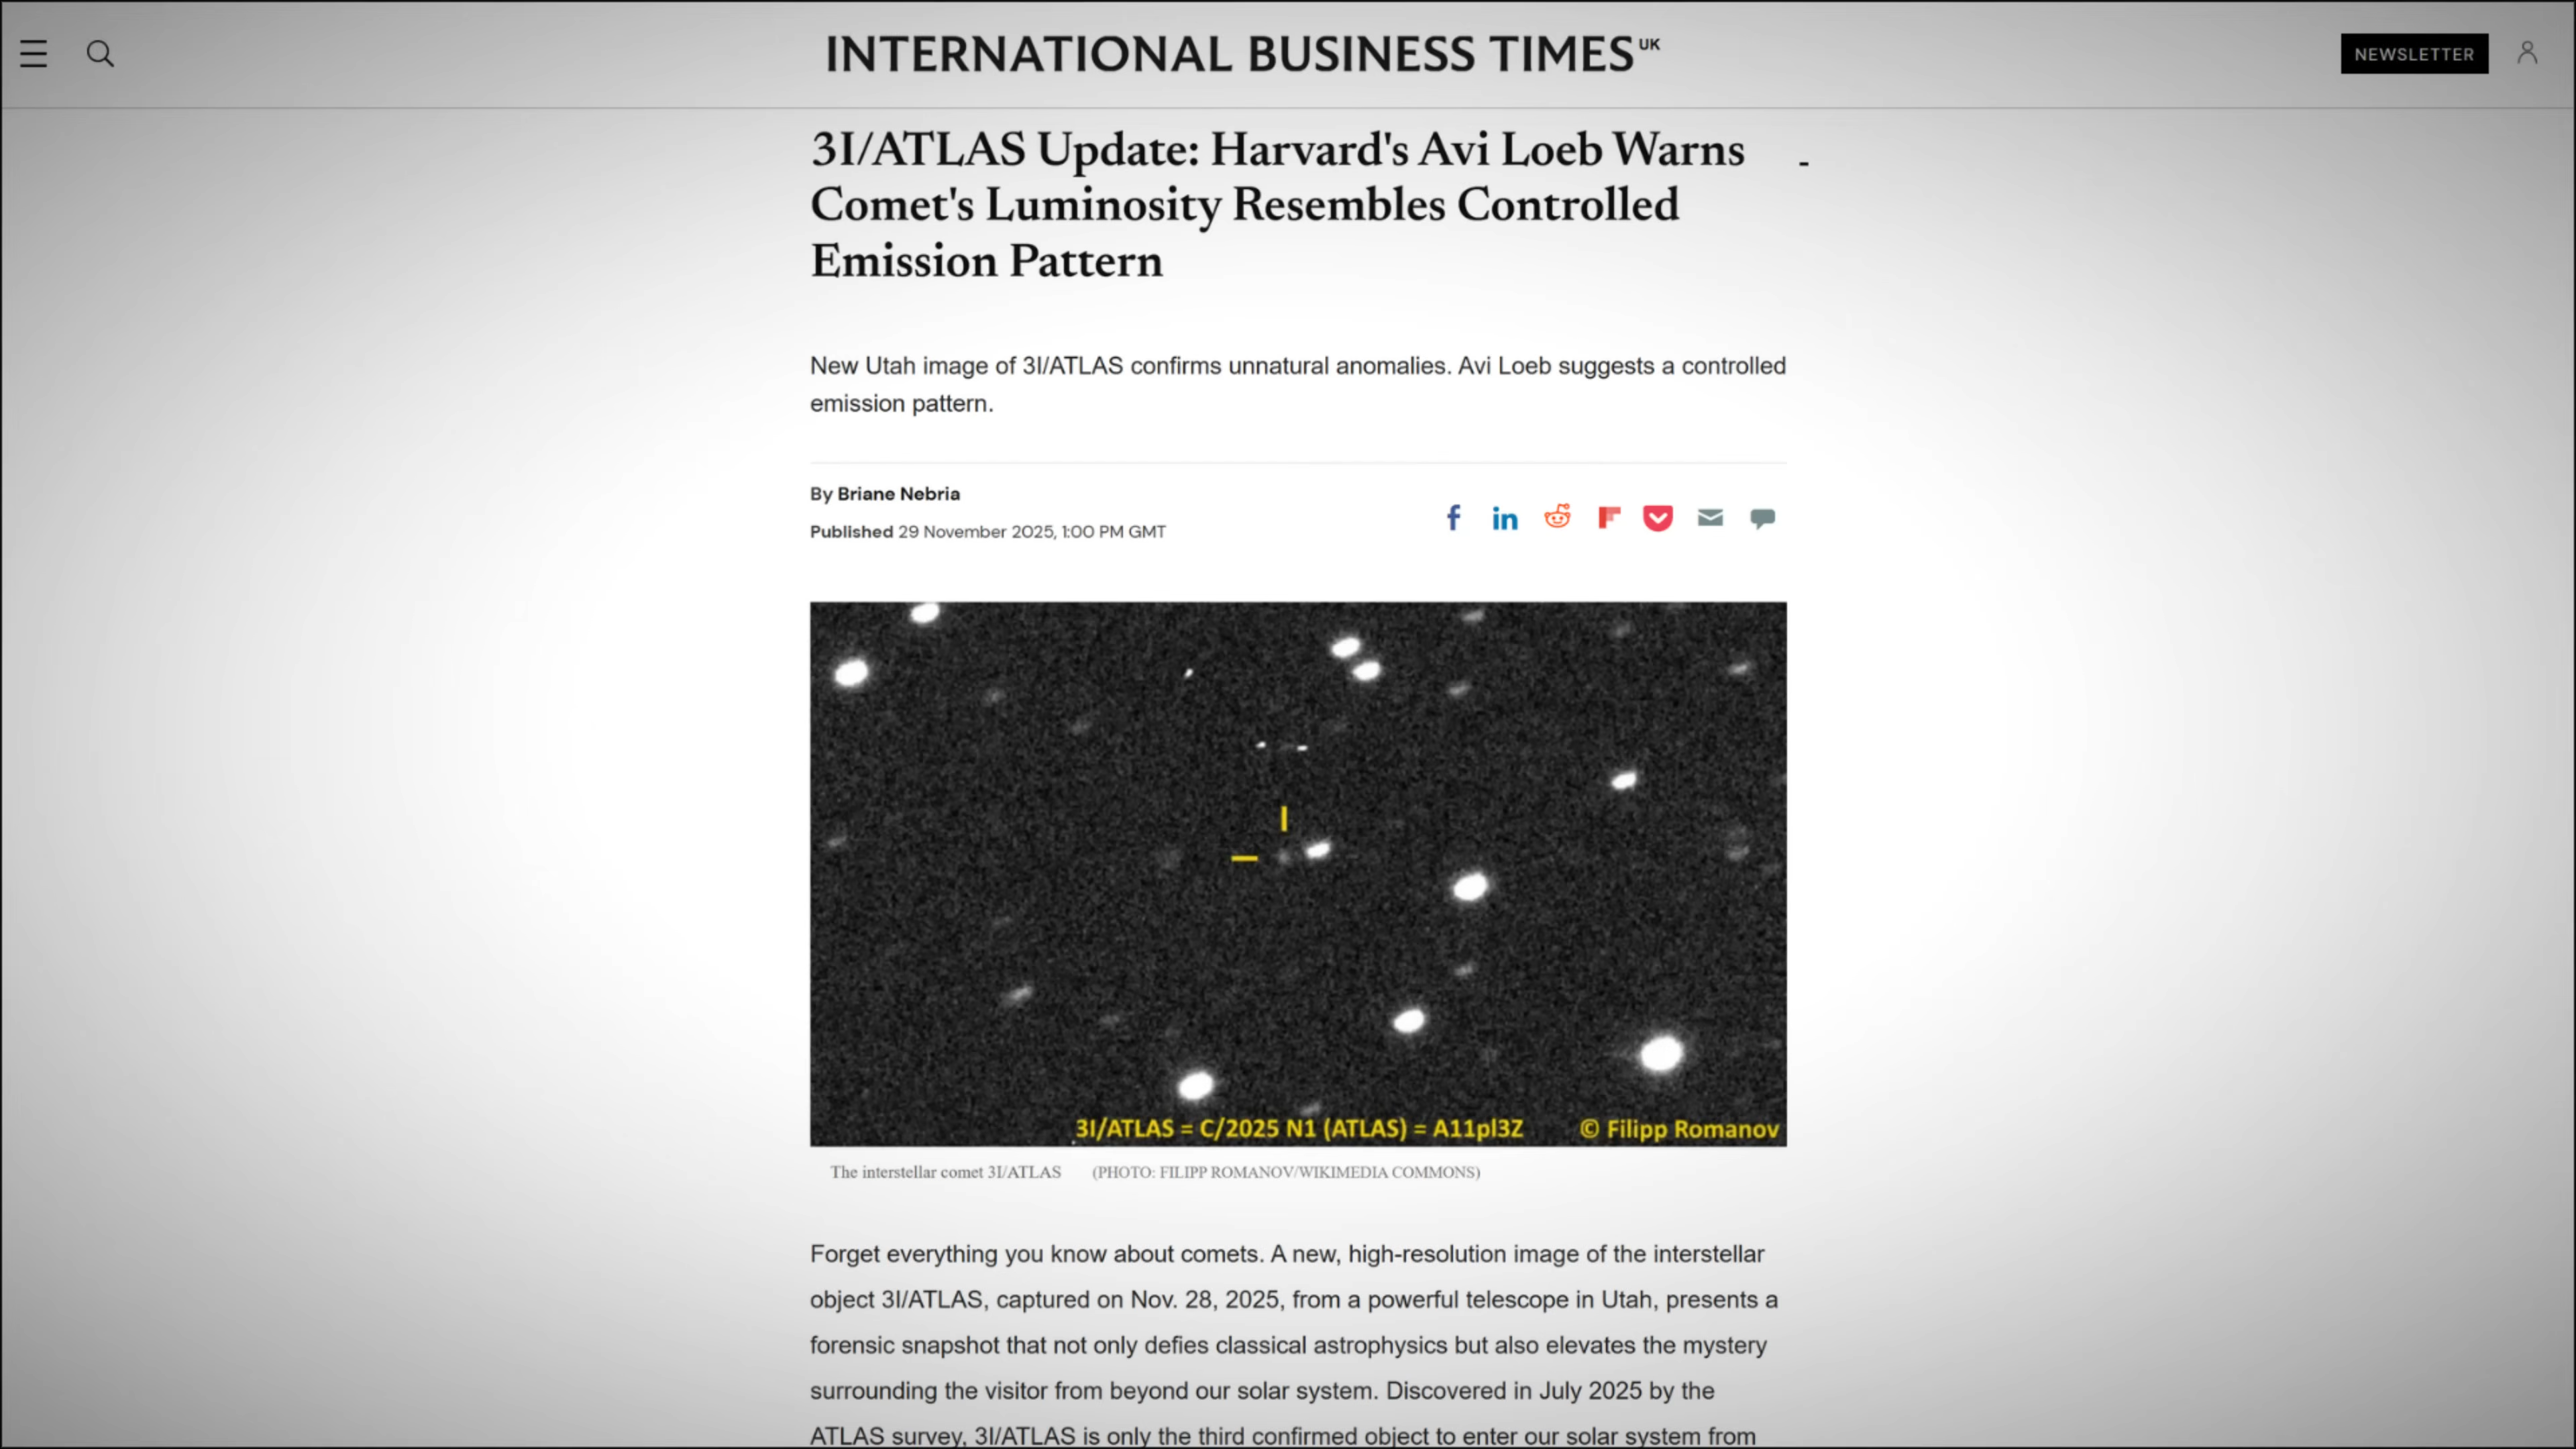 INTERNATIONAL BUSINESS TIMES UK
NEWSLETTER
3I/ATLAS Update: Harvard's Avi Loeb Warns
Comet's Luminosity Resembles Controlled
Emission Pattern
New Utah image of 3I/ATLAS confirms unnatural anomalies. Avi Loeb suggests a controlled
emission pattern.
By Briane Nebria
Published 29 November 2025, 1:00 PM GMT
3I/ATLAS = C/2025 N1 (ATLAS) = A11pl3Z © Filipp Romanov
The interstellar comet 3I/ATLAS (PHOTO: FILIPP ROMANOV/WIKIMEDIA COMMONS)
Forget everything you know about comets. A new, high-resolution image of the interstellar
object 3I/ATLAS, captured on Nov. 28, 2025, from a powerful telescope in Utah, presents a
forensic snapshot that not only defies classical astrophysics but also elevates the mystery
surrounding the visitor from beyond our solar system. Discovered in July 2025 by the
ATLAS survey, 3I/ATLAS is only the third confirmed object to enter our solar system from